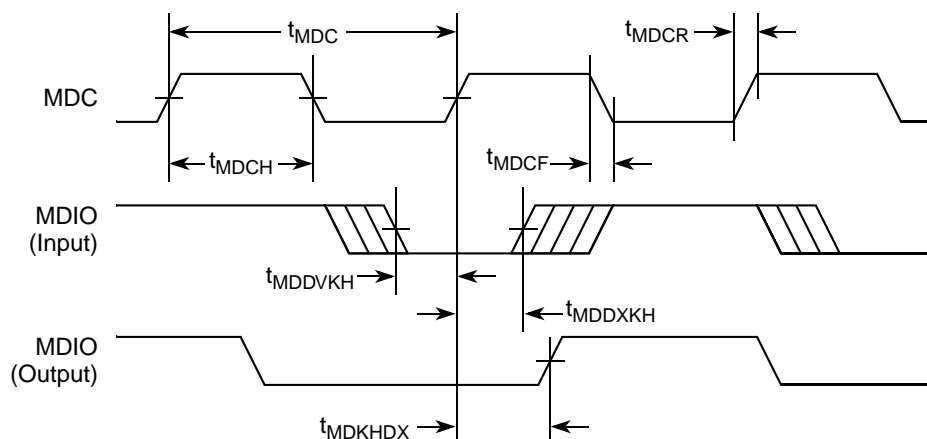 tMDC
tMDCR
MDC
tMDCH
tMDCF
MDIO
(Input)
tMDDVKH
tMDDXKH
MDIO
(Output)
tMDKHDX